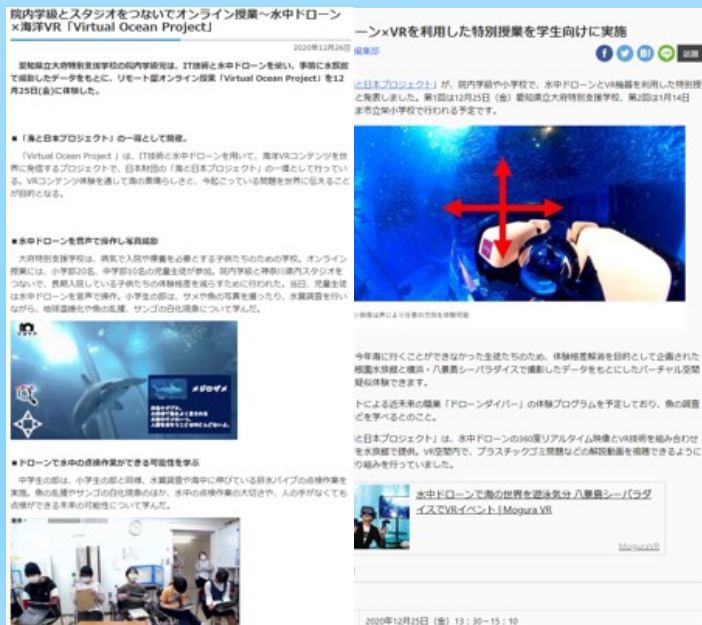 院内学級とスタジオをつないでオンライン授業～水中ドローン
×海洋VR「Virtual Ocean Project」
2020年12月26日
愛知県立大府特別支援学校の院内学級児は、IT技術と水中ドローンを使い、事前に水族館
で撮影したデータをもとに、リモート型オンライン授業「Virtual Ocean Project」を12
月25日(金)に体験した。
■「海と日本プロジェクト」の一環として開催。
「Virtual Ocean Project 」は、IT技術と水中ドローンを用いて、海洋VRコンテンツを世
界に発信するプロジェクトで、日本財団の「海と日本プロジェクト」の一環として行ってい
る。VRコンテンツ体験を通して海の素晴らしさと、今起こっている問題を世界に伝えること
が目的となる。
■水中ドローンを音声で操作し写真撮影
大府特別支援学校は、病気で入院や療養を必要とする子供たちのための学校。オンライン
授業には、小学部20名、中学部10名の児童生徒が参加。院内学級と神奈川県内スタジオを
つないで、長期入院している子供たちの体験格差を減らすために行われた。当日、児童生徒
は水中ドローンを音声で操作。小学生の部は、サメや魚の写真を撮ったり、水質調査を行い
ながら、地球温暖化や魚の乱獲、サンゴの白化現象について学んだ。
メジロザメ
■ドローンで水中の点検作業ができる可能性を学ぶ
中学生の部は、小学生の部と同様、水質調査や海中に伸びている排水パイプの点検作業を
実施。魚の乱獲やサンゴの白化現象のほか、水中の点検作業の大切さや、人の手がなくても
点検ができる未来の可能性について学んだ。
ーン×VRを利用した特別授業を学生向けに実施
編集部
話題
と日本プロジェクト」が、院内学級や小学校で、水中ドローンとVR機器を利用した特別授
と発表しました。第1回は12月25日（金）愛知県立大府特別支援学校、第2回は1月14日
ま市立栄小学校で行われる予定です。
ン映像は声により任意の方向を体験可能
今年海に行くことができなかった生徒たちのため、体験格差解消を目的として企画された
祇園水族館と横浜・八景島シーパラダイスで撮影したデータをもとにしたバーチャル空間
疑似体験できます。
トによる近未来の職業「ドローンダイバー」の体験プログラムを予定しており、魚の調査
どを学べるとのこと。
と日本プロジェクト」は、水中ドローンの360度リアルタイム映像とVR技術を組み合わせ
を水族館で提供。VR空間内で、プラスチックゴミ問題などの解説動画を視聴できるように
り組みを行っていました。
水中ドローンで海の世界を遊泳気分 八景島シーパラダ
イスでVRイベント | Mogura VR
MoguraVR
2020年12月25日（金）13：30～15：10